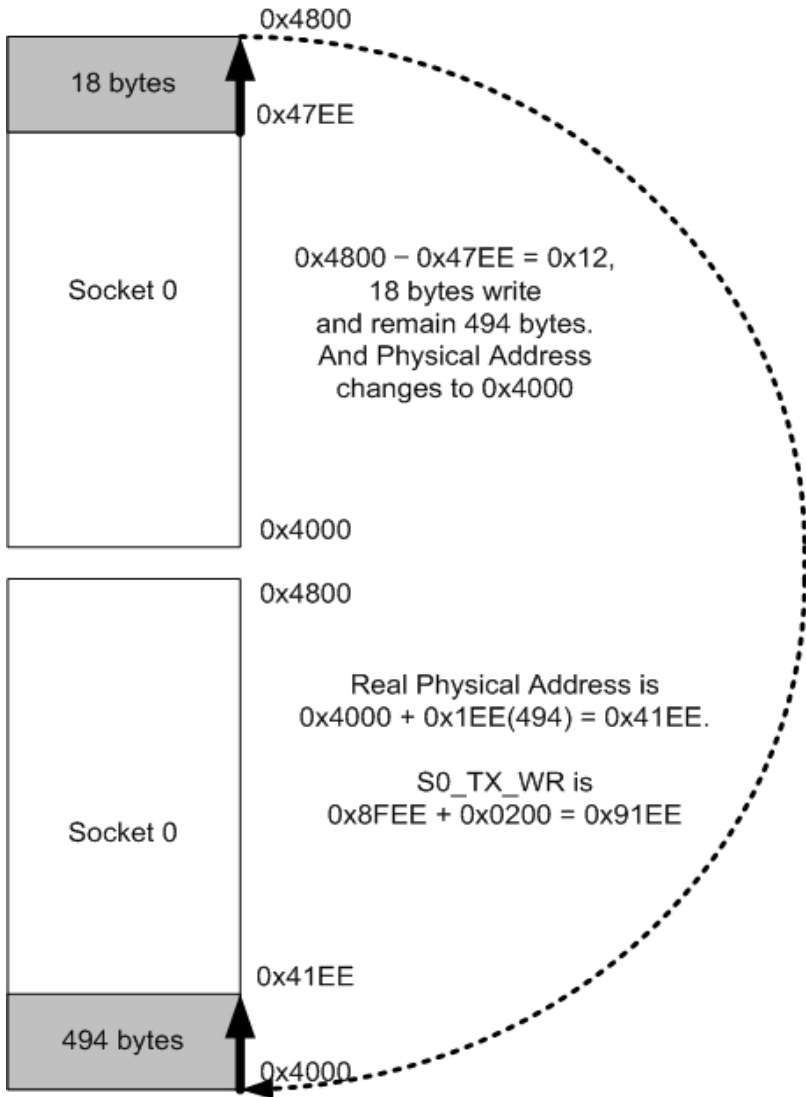 0x4800
18 bytes
0x47EE
Socket 0
0x4800 − 0x47EE = 0x12,
18 bytes write
and remain 494 bytes.
And Physical Address
changes to 0x4000
0x4000
0x4800
Real Physical Address is
0x4000 + 0x1EE(494) = 0x41EE.
S0_TX_WR is
0x8FEE + 0x0200 = 0x91EE
Socket 0
0x41EE
494 bytes
0x4000